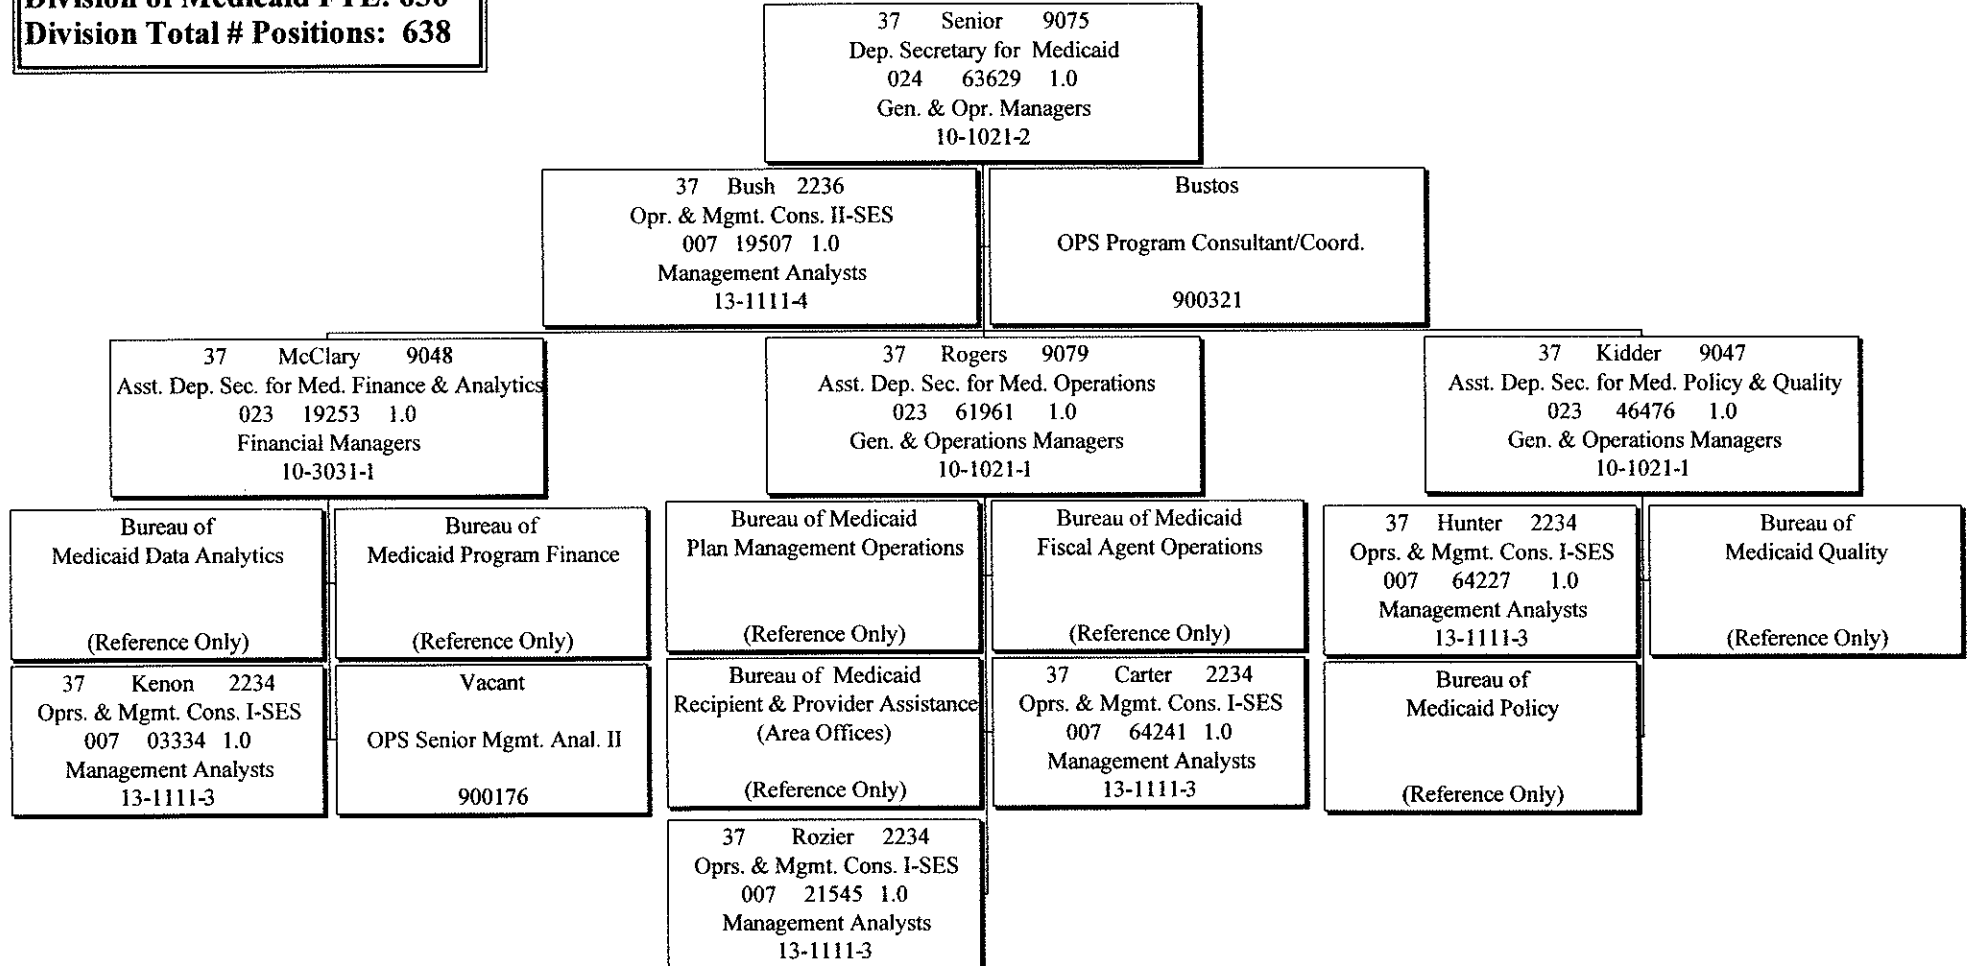 Division of Medicaid FTE:
Division Total # Positions: 638
37 Senior 9075
Dep. Secretary for Medicaid
024 63629 1.0
Gen. & Opr. Managers
10-1021-2
37 Bush 2236
Opr. & Mgmt. Cons. II-SES
007 19507 1.0
Management Analysts
13-1111-4
Bustos
OPS Program Consultant/Coord.
900321
37 McClary 9048
Asst. Dep. Sec. for Med. Finance & Analytics
023 19253 1.0
Financial Managers
10-3031-1
37 Rogers 9079
Asst. Dep. Sec. for Med. Operations
023 61961 1.0
Gen. & Operations Managers
10-1021-1
37 Kidder 9047
Asst. Dep. Sec. for Med. Policy & Quality
023 46476 1.0
Gen. & Operations Managers
10-1021-1
Bureau of
Medicaid Data Analytics
(Reference Only)
Bureau of
Medicaid Program Finance
(Reference Only)
37 Kenon 2234
Oprs. & Mgmt. Cons. I-SES
007 03334 1.0
Management Analysts
13-1111-3
Vacant
OPS Senior Mgmt. Anal. II
900176
Bureau of Medicaid
Plan Management Operations
(Reference Only)
Bureau of Medicaid
Fiscal Agent Operations
(Reference Only)
Bureau of Medicaid
Recipient & Provider Assistance
(Area Offices)
(Reference Only)
37 Carter 2234
Oprs. & Mgmt. Cons. I-SES
007 64241 1.0
Management Analysts
13-1111-3
37 Rozier 2234
Oprs. & Mgmt. Cons. I-SES
007 21545 1.0
Management Analysts
13-1111-3
37 Hunter 2234
Oprs. & Mgmt. Cons. I-SES
007 64227 1.0
Management Analysts
13-1111-3
Bureau of
Medicaid Quality
(Reference Only)
Bureau of
Medicaid Policy
(Reference Only)